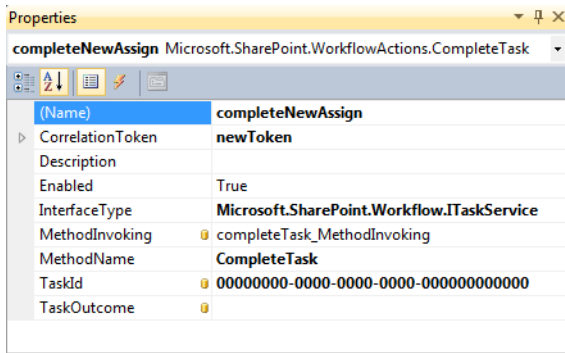 Properties
completeNewAssign Microsoft.SharePoint.WorkflowActions.CompleteTask
(Name) completeNewAssign
CorrelationToken newToken
Description
Enabled True
InterfaceType Microsoft.SharePoint.Workflow.ITaskService
MethodInvoking completeTask_MethodInvoking
MethodName CompleteTask
TaskId 00000000-0000-0000-0000-000000000000
TaskOutcome